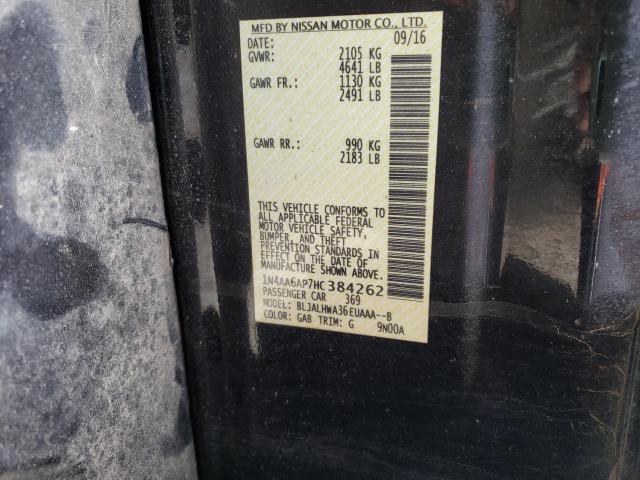 MFD BY NISSAN MOTOR CO., LTD.
DATE: 09/16
GVWR: 2105 KG
4641 LB
GAWR FR.: 1130 KG
2491 LB
GAWR RR.: 990 KG
2183 LB
THIS VEHICLE CONFORMS TO
ALL APPLICABLE FEDERAL
MOTOR VEHICLE SAFETY,
BUMPER, AND THEFT
PREVENTION STANDARDS IN
EFFECT ON THE DATE OF
MANUFACTURE SHOWN ABOVE.
1N4AA6AP7HC384262
PASSENGER CAR 369
MODEL: BLJALHWA36EUAAA--B
COLOR: GAB TRIM: G 9N00A